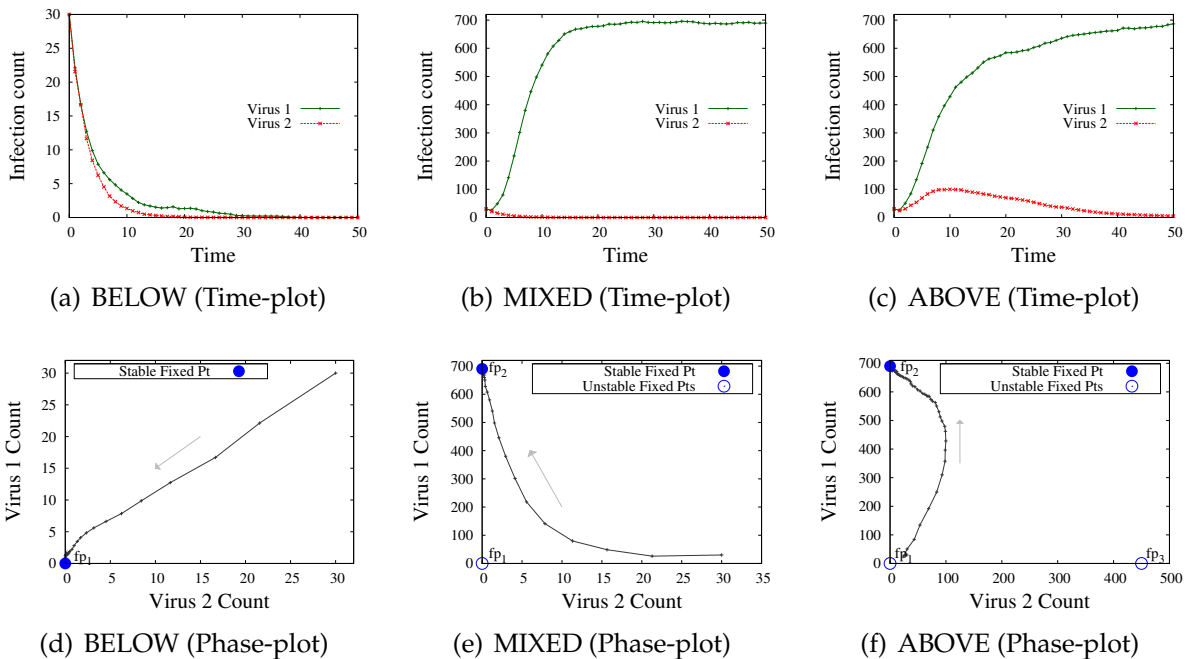 Infection count
30
25
20
15
10
5
0
0 10 20 30 40 50
Virus 1
Virus 2
Time
(a) BELOW (Time-plot)
Infection count
700
600
500
400
300
200
100
0
0 10 20 30 40 50
Virus 1
Virus 2
Time
(b) MIXED (Time-plot)
Infection count
700
600
500
400
300
200
100
0
0 10 20 30 40 50
Virus 1
Virus 2
Time
(c) ABOVE (Time-plot)
Virus 1 Count
30
25
20
15
10
5
0
0 5 10 15 20 25 30
Stable Fixed Pt
fp1
Virus 2 Count
(d) BELOW (Phase-plot)
Virus 1 Count
700
600
500
400
300
200
100
0
0 5 10 15 20 25 30 35
Stable Fixed Pt
Unstable Fixed Pts
fp2
fp1
Virus 2 Count
(e) MIXED (Phase-plot)
Virus 1 Count
700
600
500
400
300
200
100
0
0 100 200 300 400 500
Stable Fixed Pt
Unstable Fixed Pts
fp2
fp1
fp3
Virus 2 Count
(f) ABOVE (Phase-plot)